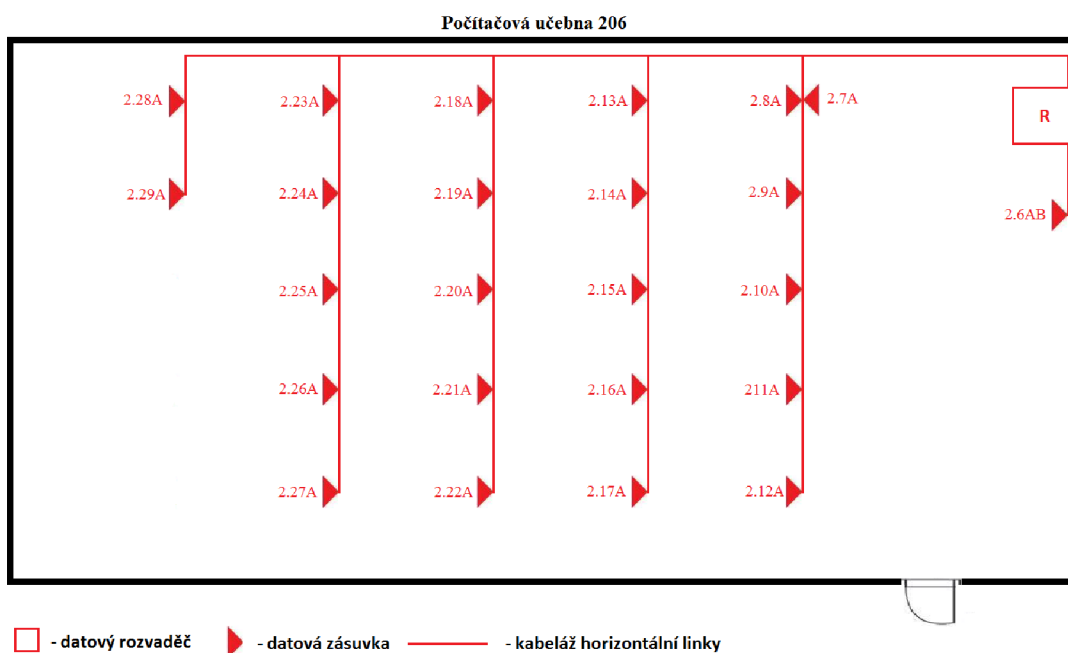 Počítačová učebna 206
2.28A 2.23A 2.18A 2.13A 2.8A 2.7A
R
2.29A 2.24A 2.19A 2.14A 2.9A
2.6AB
2.25A 2.20A 2.15A 2.10A
2.26A 2.21A 2.16A 211A
2.27A 2.22A 2.17A 2.12A
- datový rozvaděč - datová zásuvka - kabeláž horizontální linky